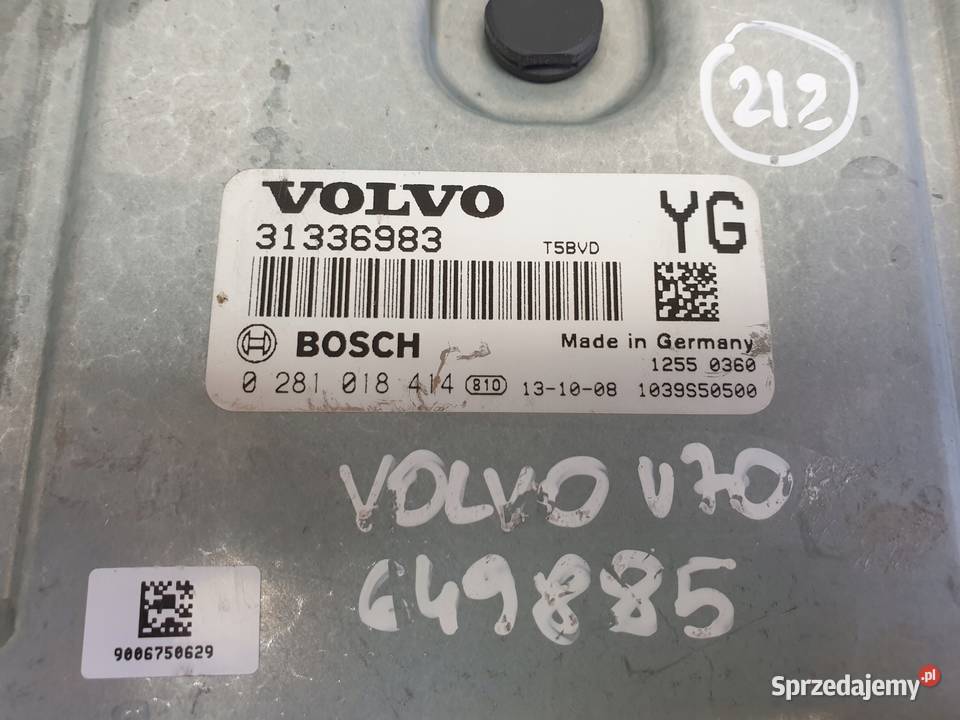 212
VOLVO
31336983
T5BVD
YG
BOSCH
Made in Germany
1255 0360
0 281 018 414 810 13-10-08 1039S50500
VOLVO V70
649885
9006750629
Sprzedajemy.pl